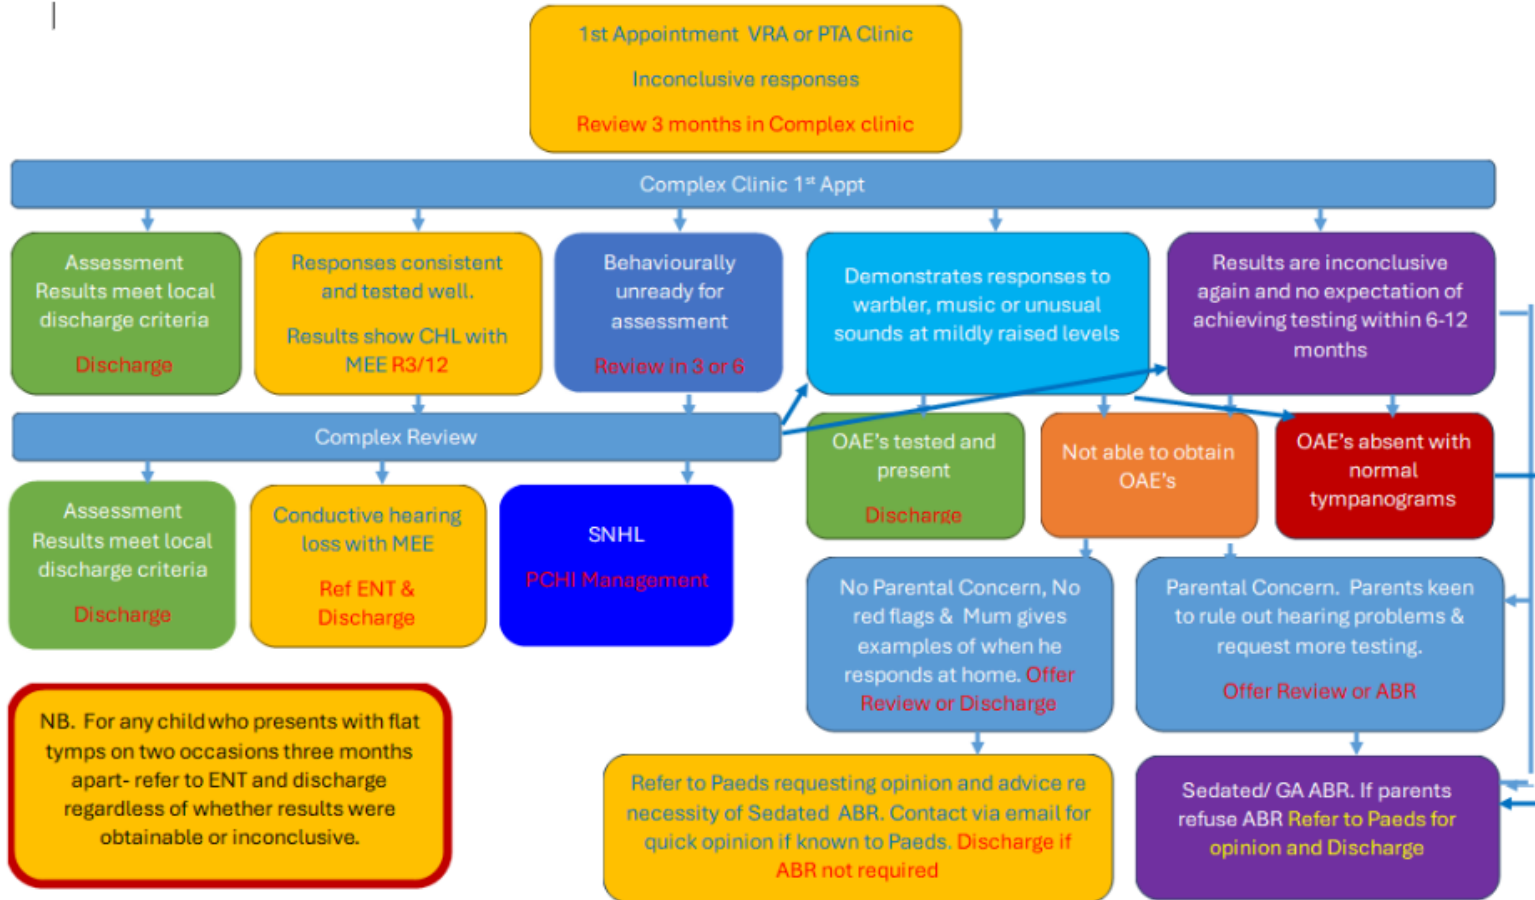 1st Appointment VRA or PTA Clinic
Inconclusive responses
Review 3 months in Complex clinic
Complex Clinic 1st Appt
Assessment
Results meet local
discharge criteria
Discharge
Responses consistent
and tested well.
Results show CHL with
MEE R3/12
Behaviourally
unready for
assessment
Review in 3 or 6
Demonstrates responses to
warbler, music or unusual
sounds at mildly raised levels
Results are inconclusive
again and no expectation of
achieving testing within 6-12
months
Complex Review
OAE's tested and
present
Discharge
Not able to obtain
OAE's
OAE's absent with
normal
tympanograms
Assessment
Results meet local
discharge criteria
Discharge
Conductive hearing
loss with MEE
Ref ENT &
Discharge
SNHL
PCHI Management
No Parental Concern, No
red flags & Mum gives
examples of when he
responds at home. Offer
Review or Discharge
Parental Concern. Parents keen
to rule out hearing problems &
request more testing.
Offer Review or ABR
NB. For any child who presents with flat
tymps on two occasions three months
apart- refer to ENT and discharge
regardless of whether results were
obtainable or inconclusive.
Refer to Paeds requesting opinion and advice re
necessity of Sedated ABR. Contact via email for
quick opinion if known to Paeds. Discharge if
ABR not required
Sedated/ GA ABR. If parents
refuse ABR Refer to Paeds for
opinion and Discharge